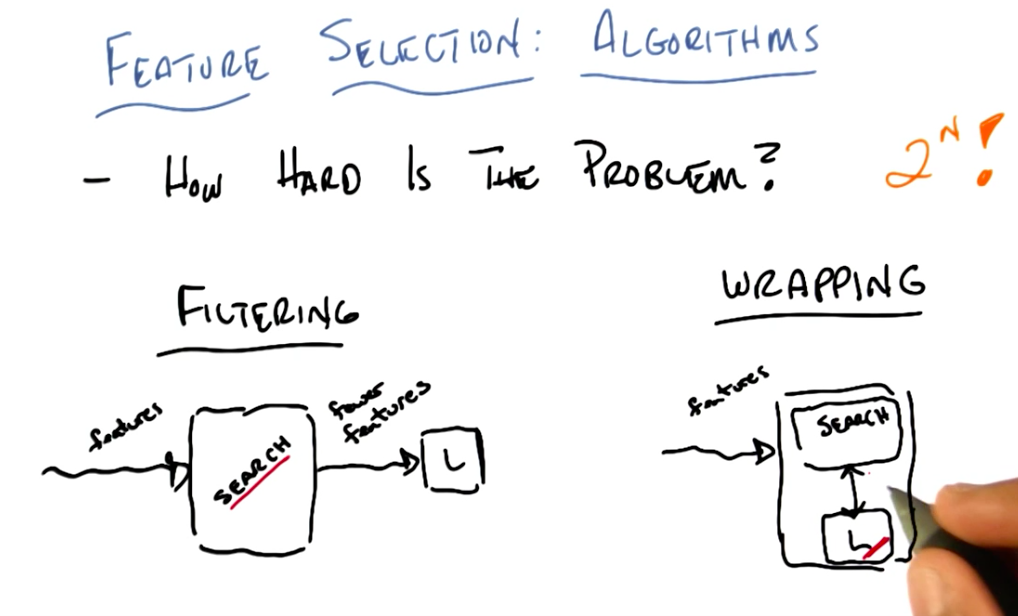 FEATURE SELECTION: ALGORITHMS
- HOW HARD IS THE PROBLEM? 2^N!
FILTERING
features
SEARCH
fewer
features
L
WRAPPING
features
SEARCH
L